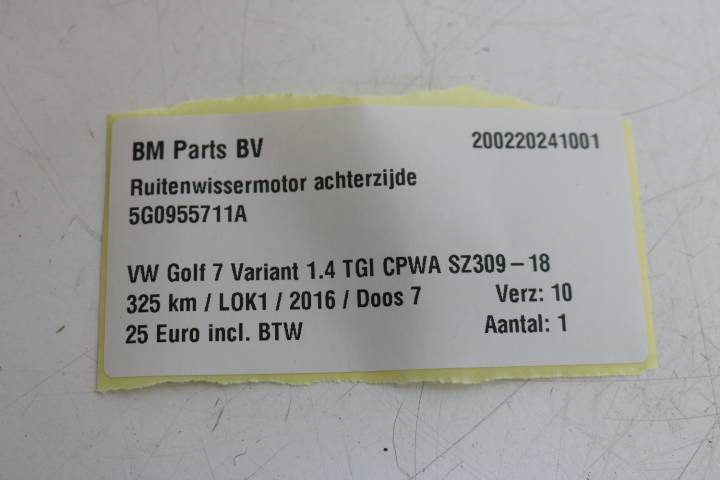 BM Parts BV 200220241001
Ruitenwissermotor achterzijde
5G0955711A
VW Golf 7 Variant 1.4 TGI CPWA SZ309-18
325 km / LOK1 / 2016 / Doos 7 Verz: 10
25 Euro incl. BTW Aantal: 1